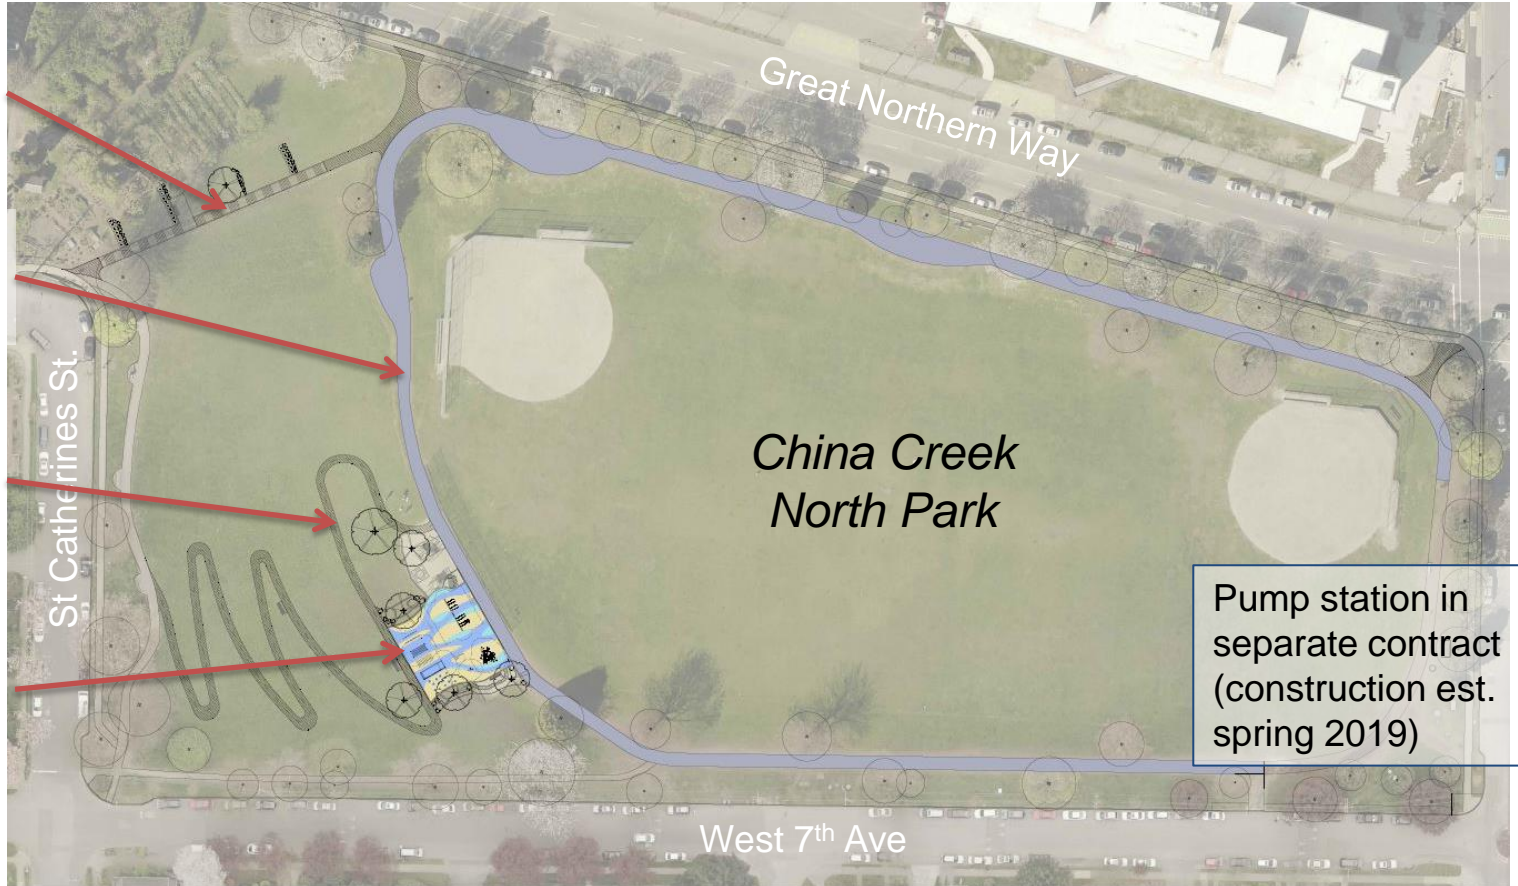 Great Northern Way
St Catherines St.
China Creek
North Park
Pump station in
separate contract
(construction est.
spring 2019)
West 7th Ave